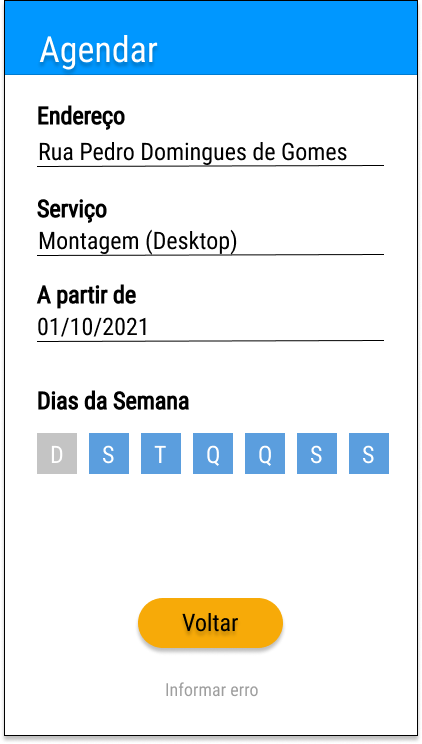 Agendar
Endereço
Rua Pedro Domingues de Gomes
Serviço
Montagem (Desktop)
A partir de
01/10/2021
Dias da Semana
D S T Q Q S S
Voltar
Informar erro